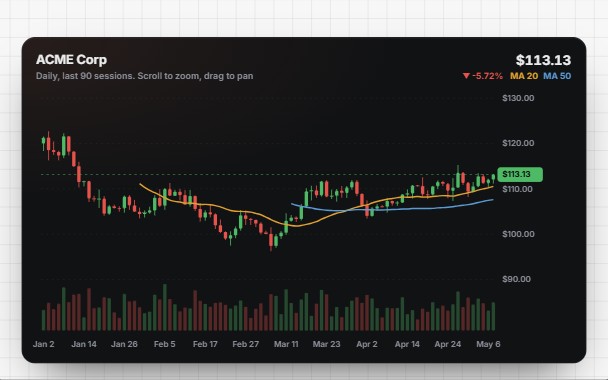 ACME Corp
$113.13
Daily, last 90 sessions. Scroll to zoom, drag to pan
▼ -5.72% MA 20 MA 50
$130.00
$120.00
$113.13
$110.00
$100.00
$90.00
Jan 2 Jan 14 Jan 26 Feb 5 Feb 17 Feb 27 Mar 11 Mar 23 Apr 2 Apr 14 Apr 24 May 6